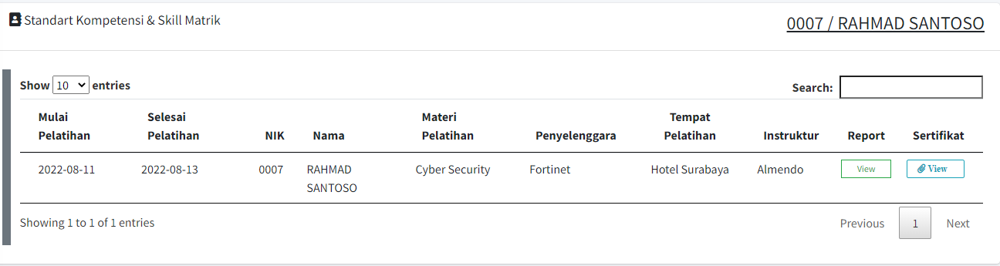 Standart Kompetensi & Skill Matrik
0007 / RAHMAD SANTOSO
Show 10 entries
Search:
Mulai Pelatihan Selesai Pelatihan NIK Nama Materi Pelatihan Penyelenggara Tempat Pelatihan Instruktur Report Sertifikat
2022-08-11 2022-08-13 0007 RAHMAD SANTOSO Cyber Security Fortinet Hotel Surabaya Almendo View View
Showing 1 to 1 of 1 entries
Previous 1 Next